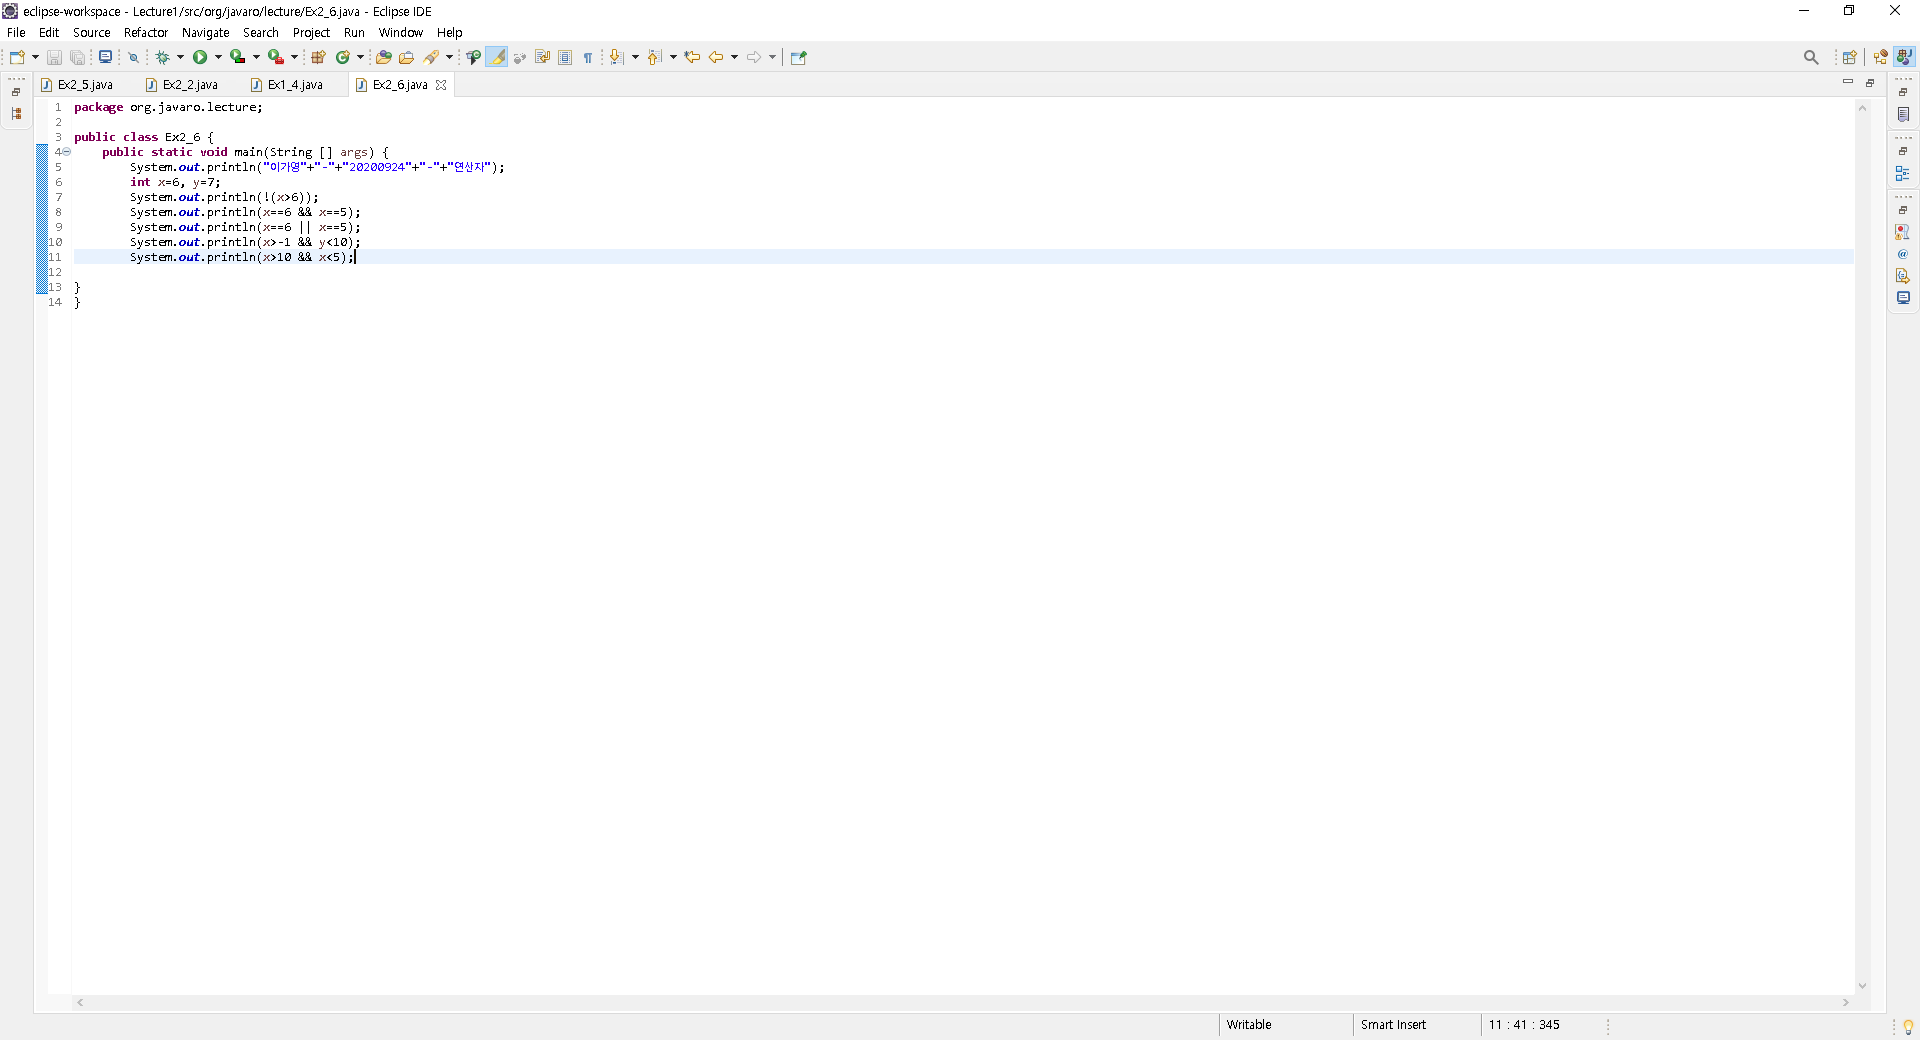 eclipse-workspace - Lecture1/src/org/javaro/lecture/Ex2_6.java - Eclipse IDE
File Edit Source Refactor Navigate Search Project Run Window Help
Ex2_5.java Ex2_2.java Ex1_4.java Ex2_6.java
1 package org.javaro.lecture;
2
3 public class Ex2_6 {
4 public static void main(String [] args) {
5 System.out.println("이가영"+"-"+"20200924"+"-"+"연산자");
6 int x=6, y=7;
7 System.out.println(!(x>6));
8 System.out.println(x==6 && x==5);
9 System.out.println(x==6 || x==5);
10 System.out.println(x>-1 && y<10);
11 System.out.println(x>10 && x<5);
12
13 }
14 }
Writable Smart Insert 11 : 41 : 345